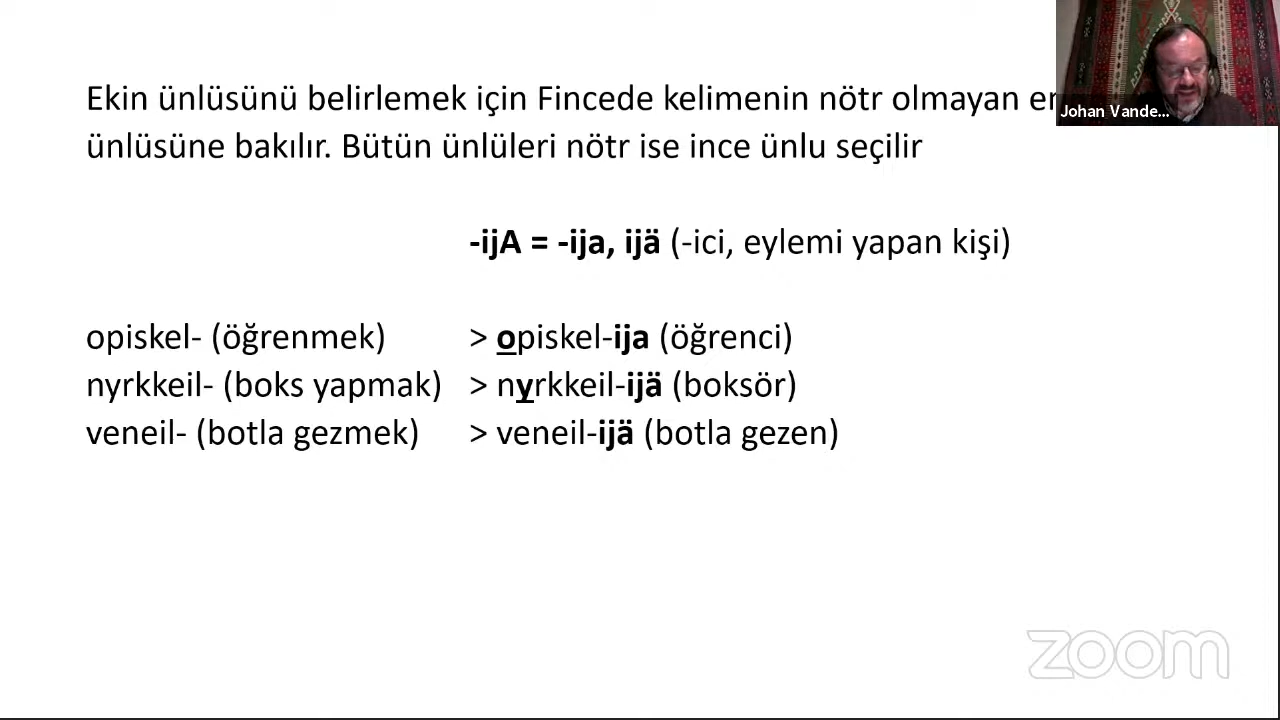 Ekin ünlüsünü belirlemek için Fincede kelimenin nötr olmayan
ünlüsüne bakılır. Bütün ünlüleri nötr ise ince ünlu seçilir
-ijA = -ija, ijä (-ici, eylemi yapan kişi)
opiskel- (öğrenmek) > opiskel-ija (öğrenci)
nyrkkeil- (boks yapmak) > nyrkkeil-ijä (boksör)
veneil- (botla gezmek) > veneil-ijä (botla gezen)
Johan Vande...
zoom